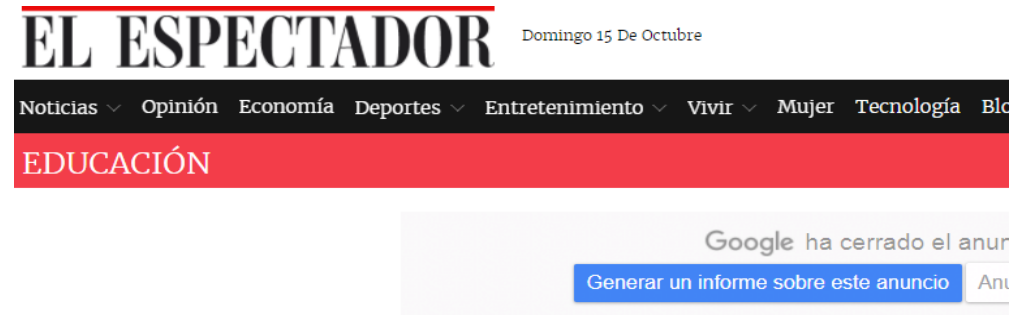 EL ESPECTADOR Domingo 15 De Octubre
Noticias Opinión Economía Deportes Entretenimiento Vivir Mujer Tecnología
EDUCACIÓN
Google ha cerrado el
Generar un informe sobre este anuncio